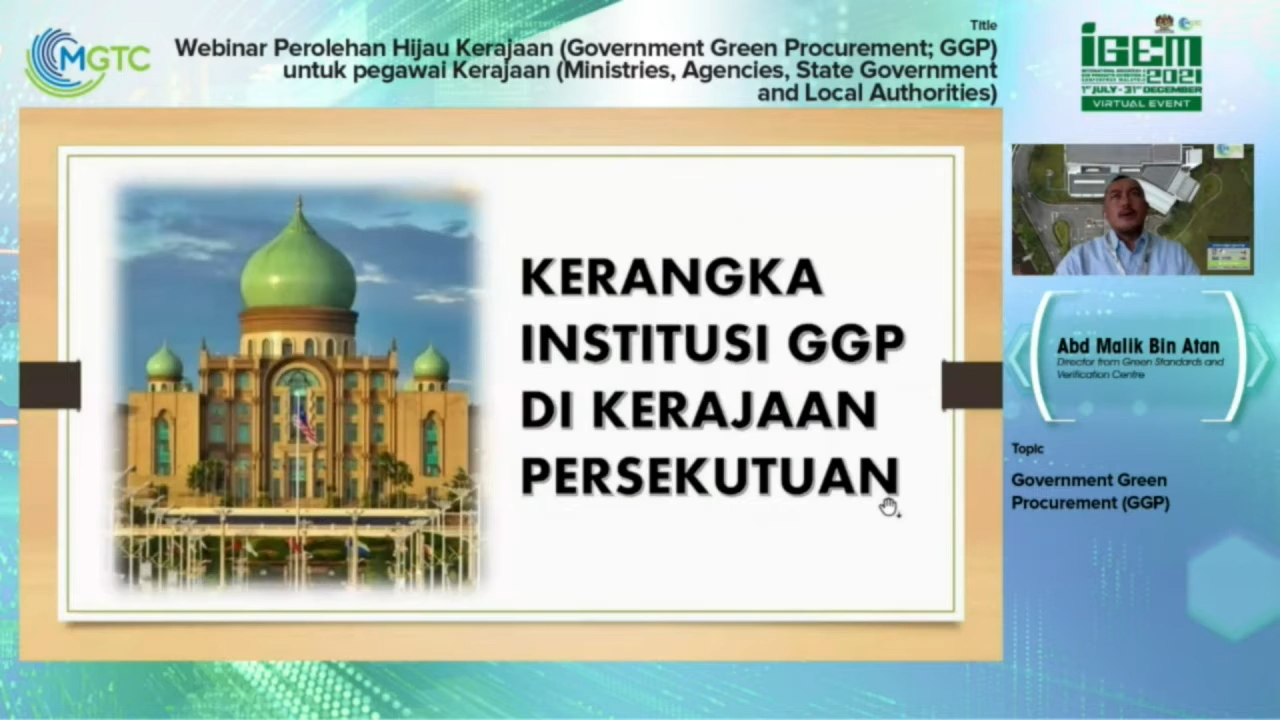 MGTC
Title
Webinar Perolehan Hijau Kerajaan (Government Green Procurement; GGP)
untuk pegawai Kerajaan (Ministries, Agencies, State Government
and Local Authorities)
iGEM
2021
1ST JULY - 31ST DECEMBER
VIRTUAL EVENT
KERANGKA
INSTITUSI GGP
DI KERAJAAN
PERSEKUTUAN
Abd Malik Bin Atan
Director from Green Standards and
Verification Centre
Topic
Government Green
Procurement (GGP)